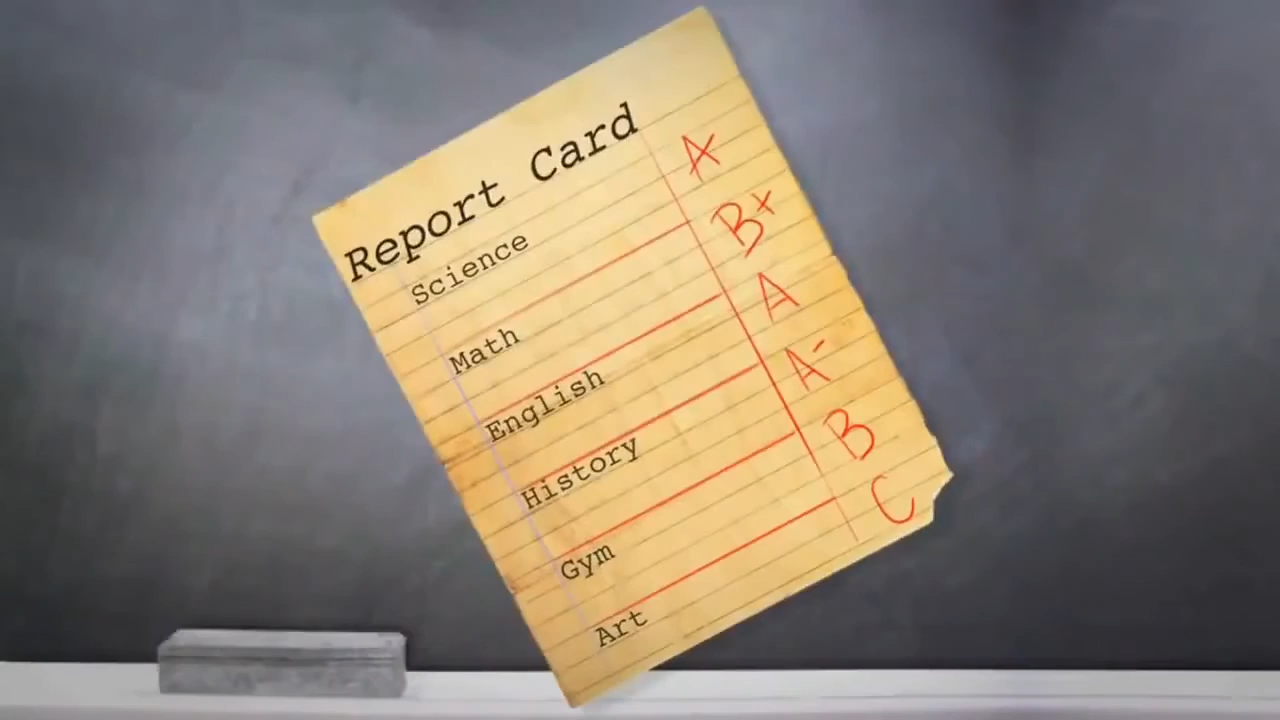 Report Card
Science A
Math B+
English A
History A-
Gym B
Art C